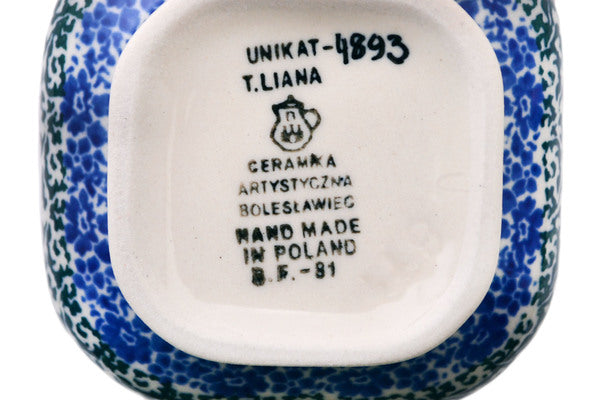 UNIKAT-4893
T.LIANA
CERAMIKA
ARTYSTYCZNA
BOLESŁAWIEC
HAND MADE
IN POLAND
B.F.-81